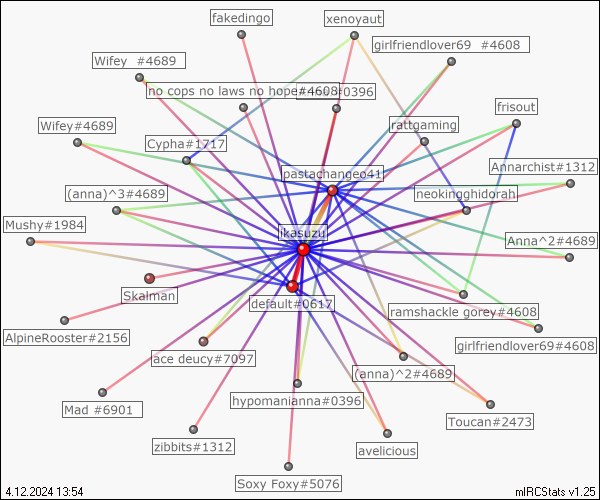 fakedingo
xenoyaut
girlfriendlover69 #4608
Wifey #4689
no cops no laws no hope#4608
#0396
frisout
Wifey#4689
rattgaming
Cypha#1717
Annarchist#1312
pastachangeo41
(anna)^3#4689
neokingghidorah
Mushy#1984
jkasuzu
Anna^2#4689
Skalman
default#0617
ramshackle gorey#4608
AlpineRooster#2156
girlfriendlover69#4608
ace deucy#7097
(anna)^2#4689
hypomanianna#0396
Mad #6901
Toucan#2473
zibbits#1312
avelicious
Soxy Foxy#5076
4.12.2024 13:54
mIRCStats v1.25